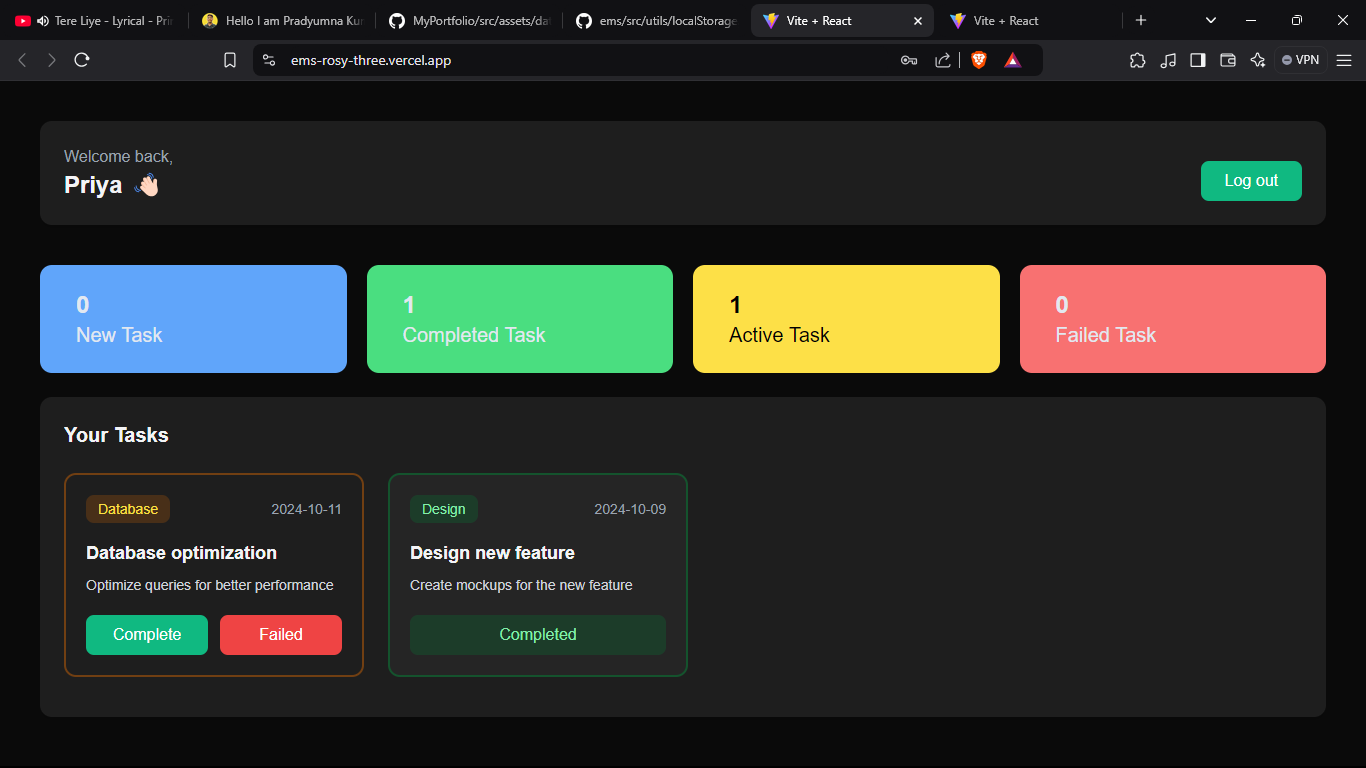 Tere Liye - Lyrical - Pri
Hello I am Pradyumna Ku
MyPortfolio/src/assets/da
ems/src/utils/localStorage
Vite + React
Vite + React
ems-rosy-three.vercel.app
VPN
Welcome back,
Priya 👋🏻
Log out
0
New Task
1
Completed Task
1
Active Task
0
Failed Task
Your Tasks
Database
2024-10-11
Database optimization
Optimize queries for better performance
Complete
Failed
Design
2024-10-09
Design new feature
Create mockups for the new feature
Completed